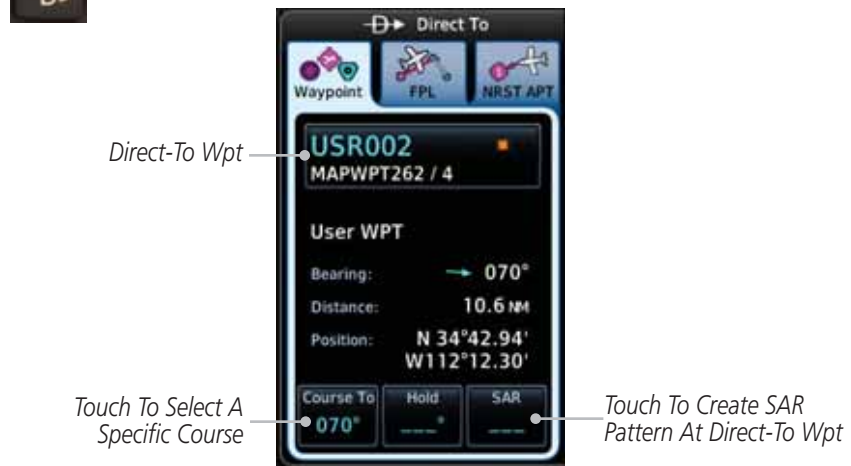 Direct To
Waypoint FPL NRST APT
Direct-To Wpt
USR002
MAPWPT262 / 4
User WPT
Bearing: 070°
Distance: 10.6 NM
Position: N 34°42.94'
W112°12.30'
Touch To Select A
Specific Course
Course To Hold SAR
070° ___° ___
Touch To Create SAR
Pattern At Direct-To Wpt